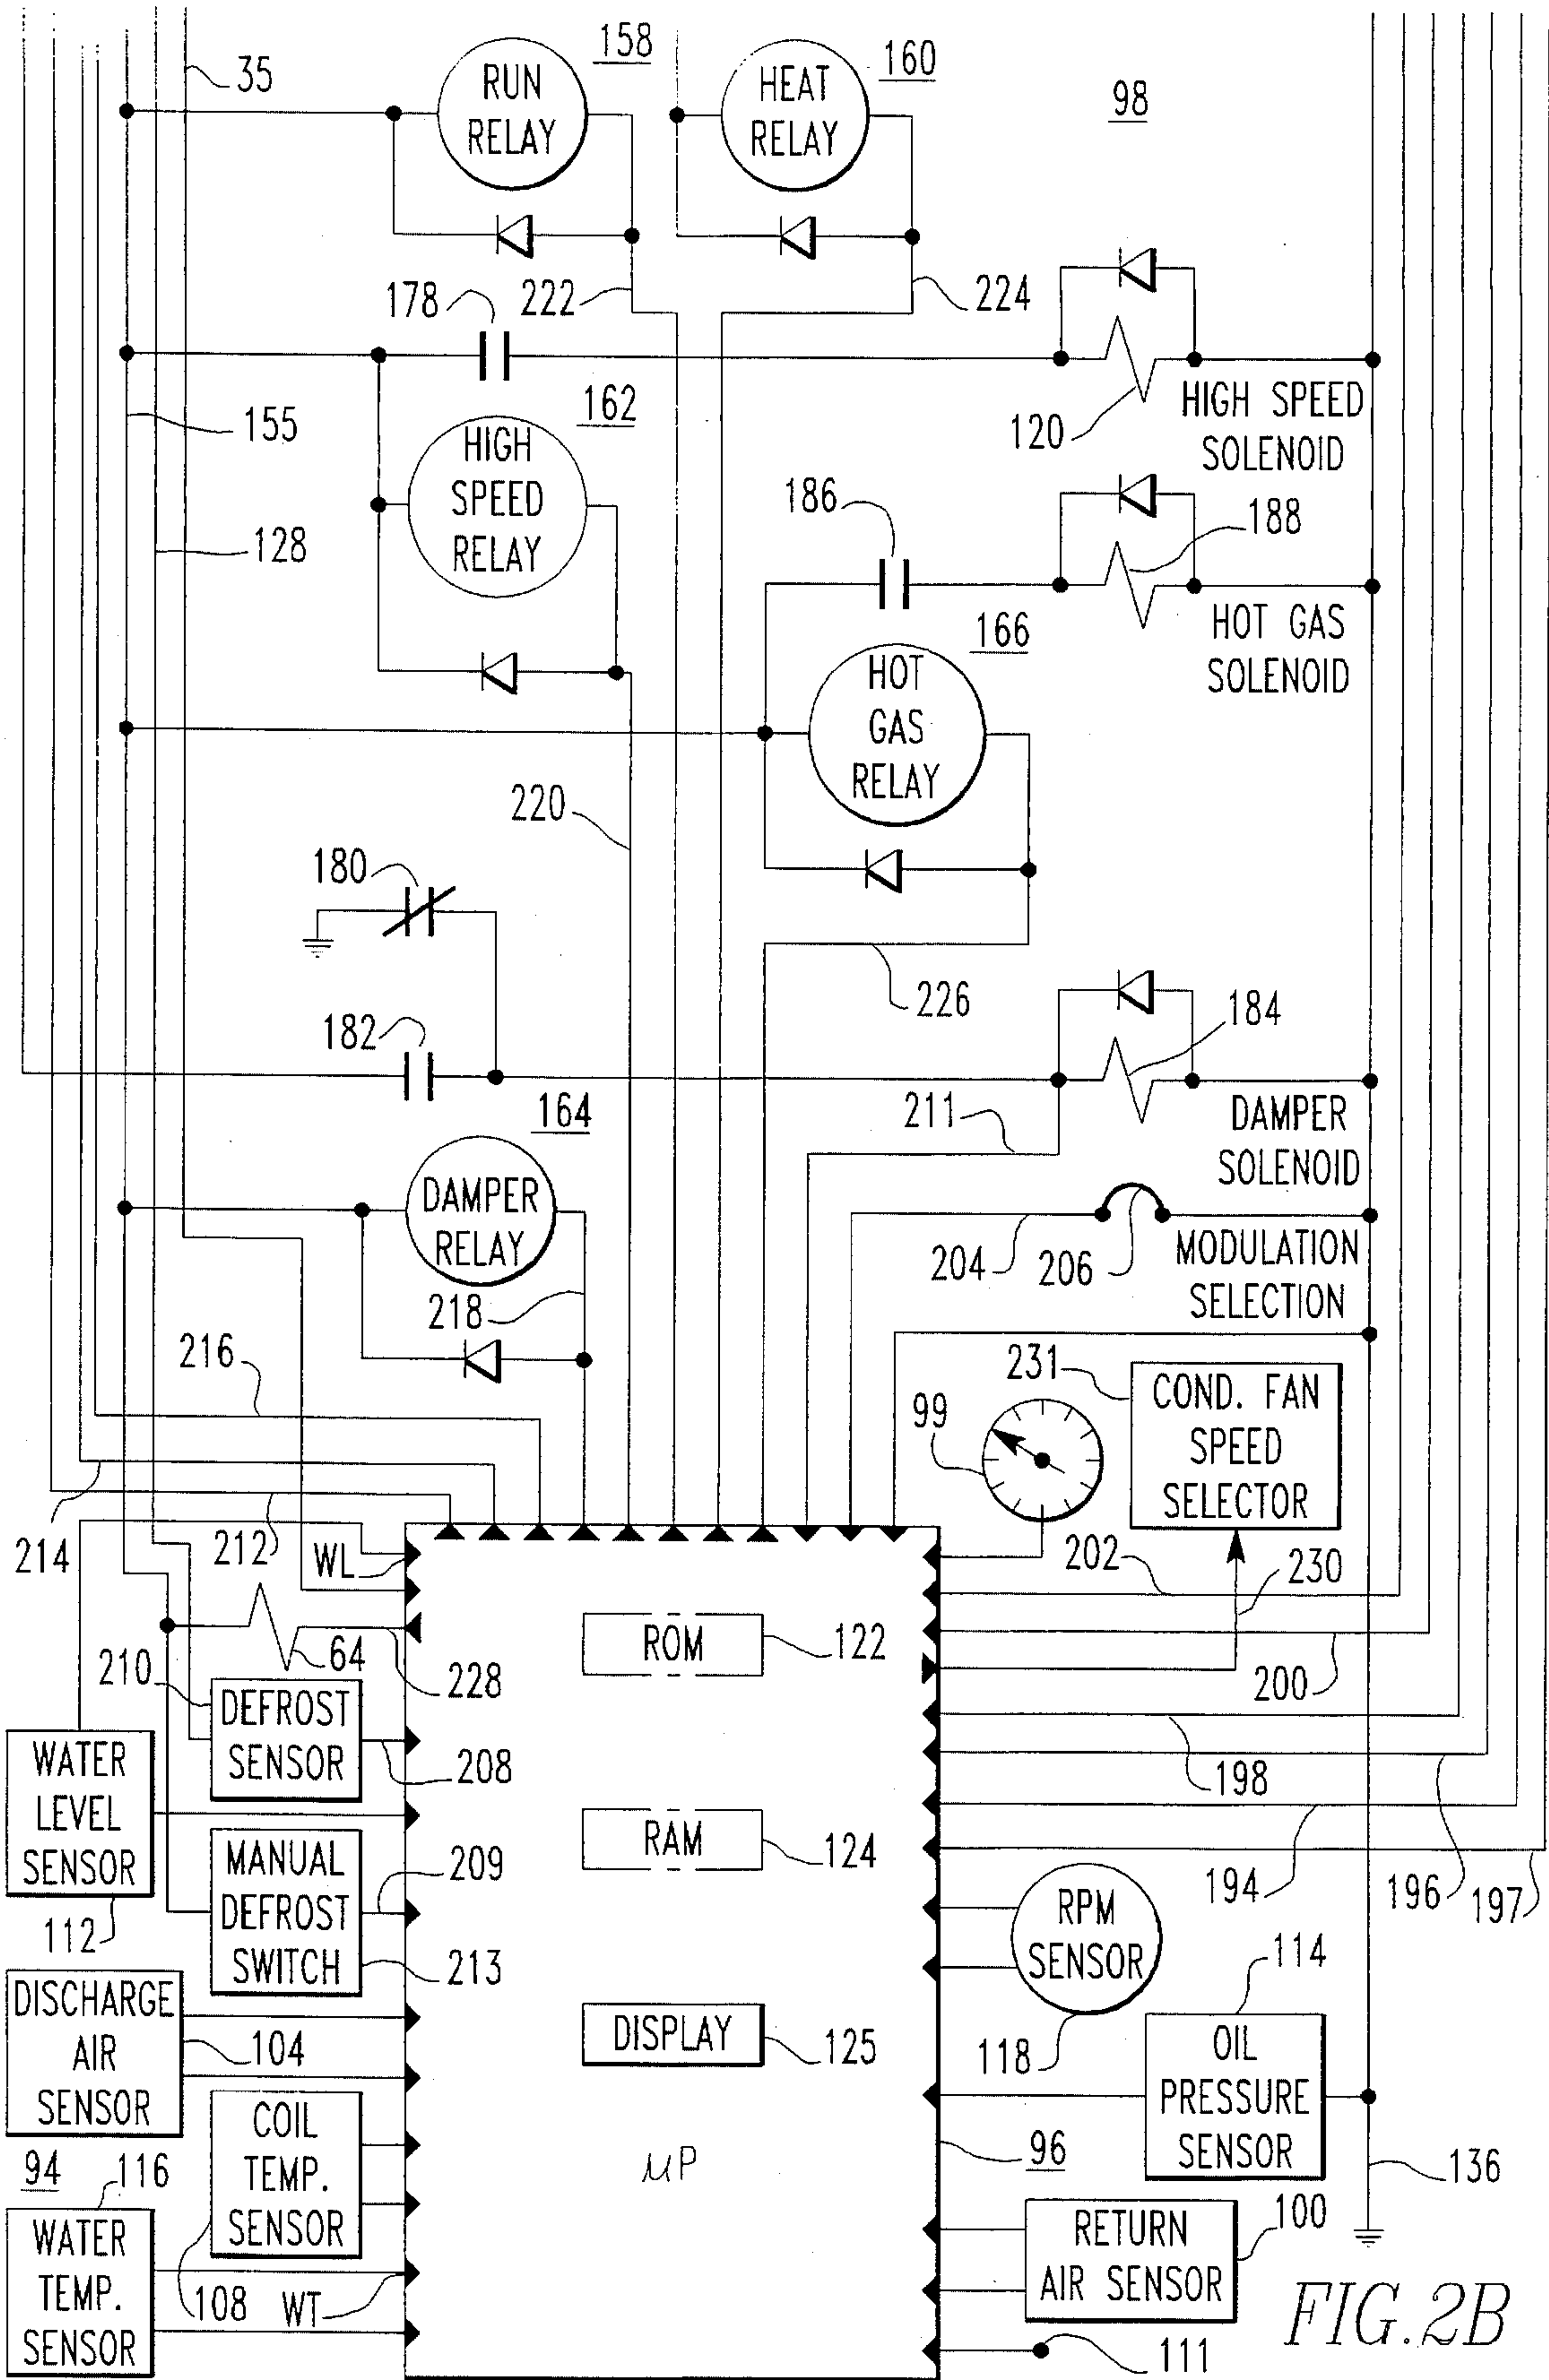 158
160
98
35
RUN
RELAY
HEAT
RELAY
222
224
178
155
162
120
HIGH SPEED
SOLENOID
HIGH
SPEED
RELAY
186
188
128
166
HOT GAS
SOLENOID
HOT
GAS
RELAY
220
180
226
182
184
164
211
DAMPER
SOLENOID
DAMPER
RELAY
204
206
MODULATION
SELECTION
218
216
231
COND. FAN
SPEED
SELECTOR
99
214
212
WL
202
230
ROM
122
64
210
228
200
DEFROST
SENSOR
WATER
LEVEL
SENSOR
208
198
RAM
124
MANUAL
DEFROST
SWITCH
209
194
196
197
112
213
RPM
SENSOR
114
DISCHARGE
AIR
SENSOR
104
DISPLAY
125
118
OIL
PRESSURE
SENSOR
COIL
TEMP.
SENSOR
μP
96
136
94
116
100
WATER
TEMP.
SENSOR
RETURN
AIR SENSOR
108
WT
111
FIG. 2B